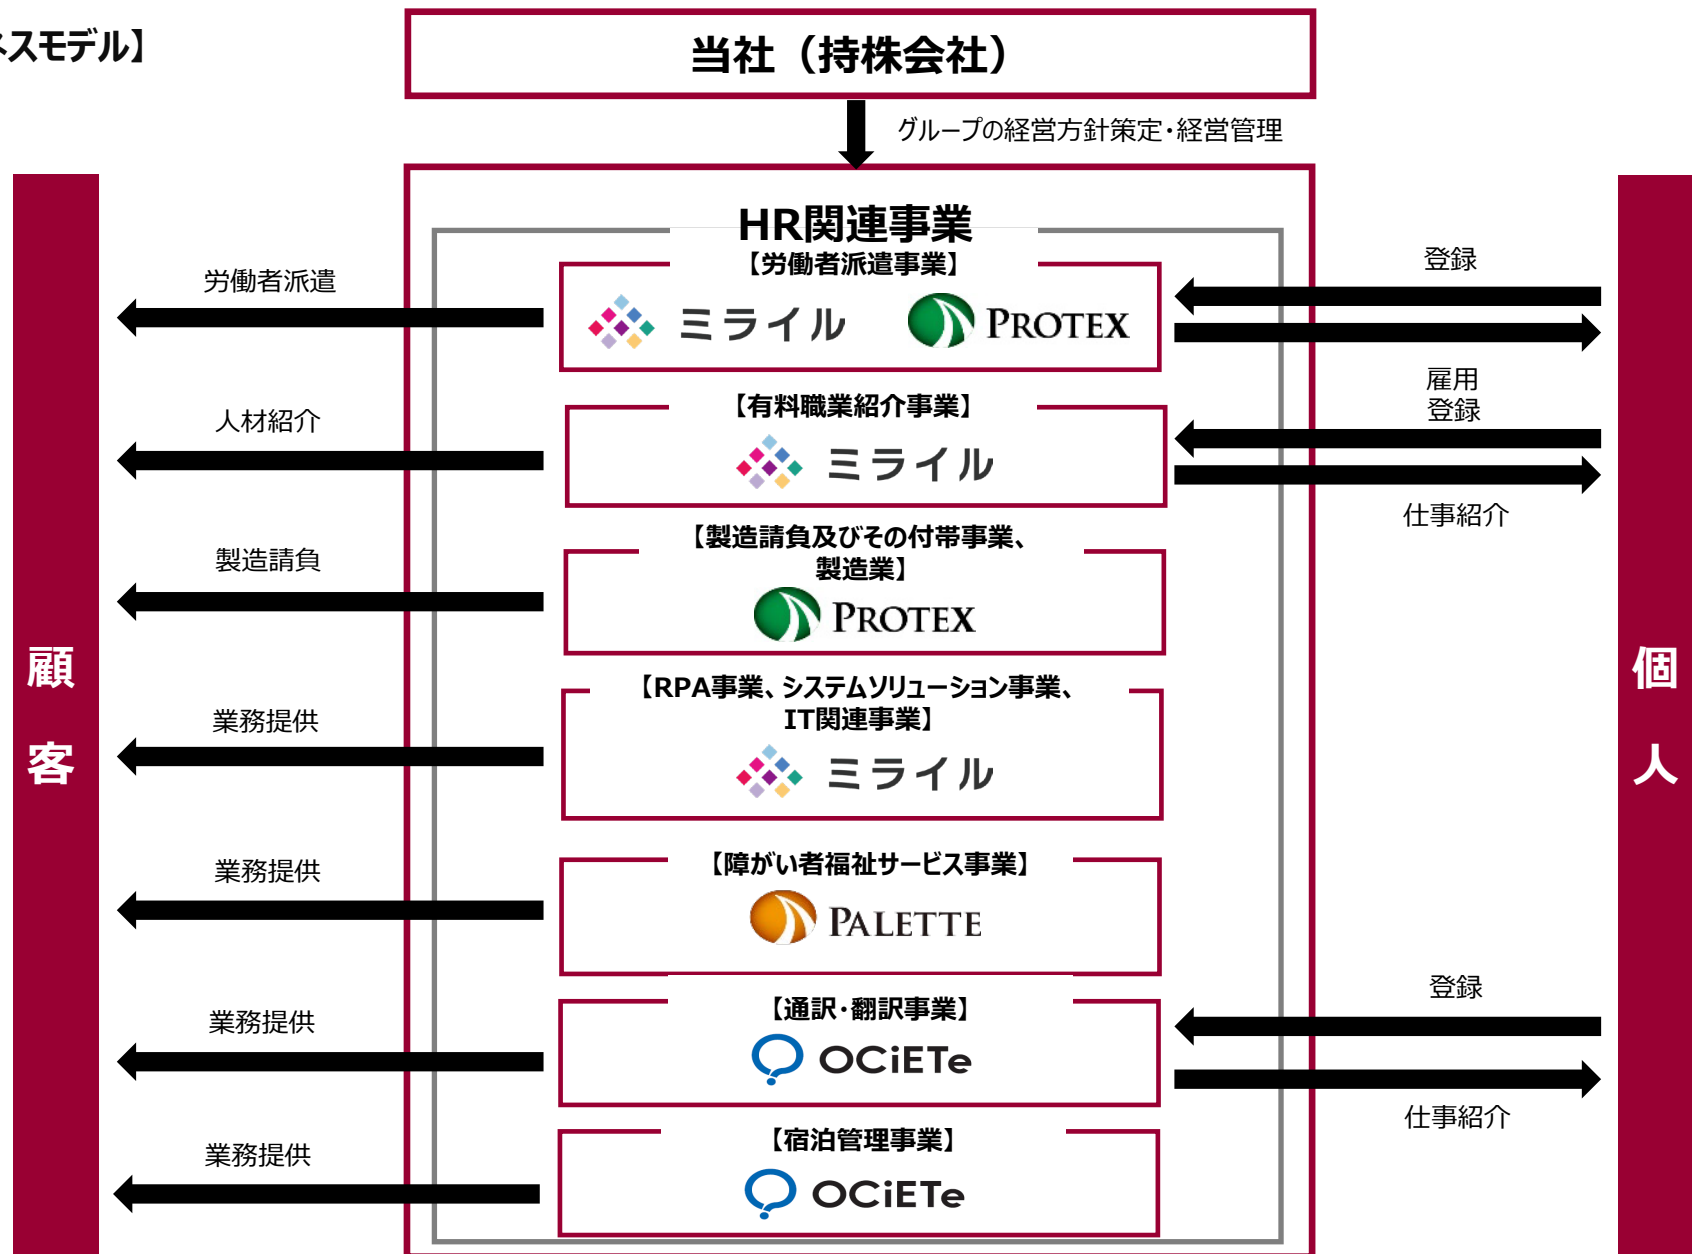 ネスモデル】
当社（持株会社）
グループの経営方針策定・経営管理
HR関連事業
【労働者派遣事業】
労働者派遣
ミライル
PROTEX
登録
雇用
【有料職業紹介事業】
人材紹介
ミライル
登録
仕事紹介
【製造請負及びその付帯事業、
製造業】
製造請負
PROTEX
【RPA事業、システムソリューション事業、
IT関連事業】
業務提供
ミライル
【障がい者福祉サービス事業】
業務提供
PALETTE
【通訳・翻訳事業】
業務提供
OCiETe
登録
仕事紹介
【宿泊管理事業】
業務提供
OCiETe
顧客
個人